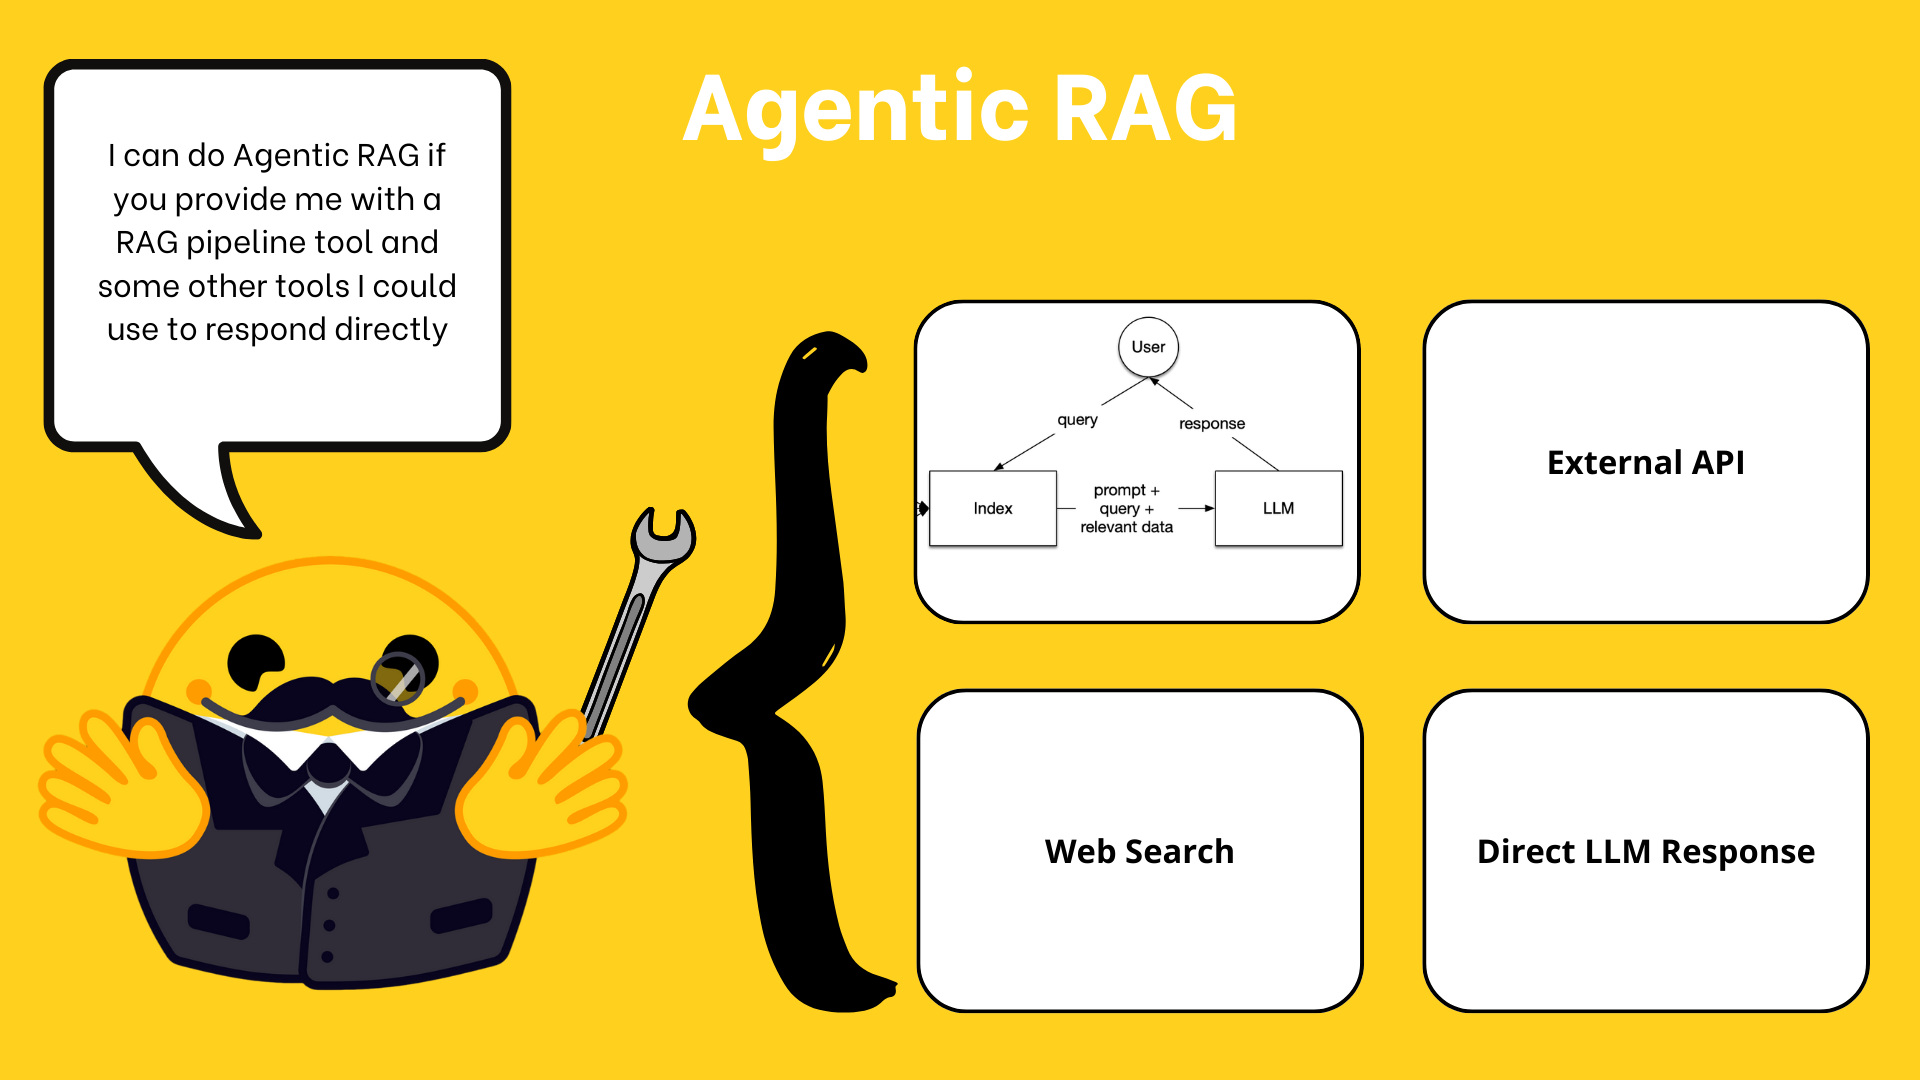 Agentic RAG
I can do Agentic RAG if
you provide me with a
RAG pipeline tool and
some other tools I could
use to respond directly
User
query
response
Index
prompt +
query +
relevant data
LLM
External API
Web Search
Direct LLM Response